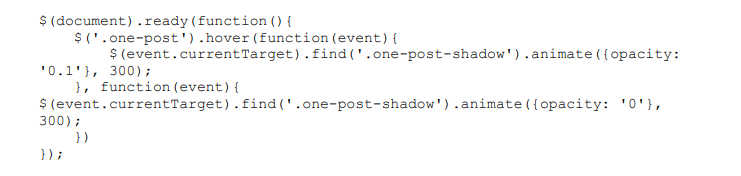 $(document).ready(function(){
    $('.one-post').hover(function(event){
        $(event.currentTarget).find('.one-post-shadow').animate({opacity:
'0.1'}, 300);
    }, function(event){
$(event.currentTarget).find('.one-post-shadow').animate({opacity: '0'},
300);
    })
});